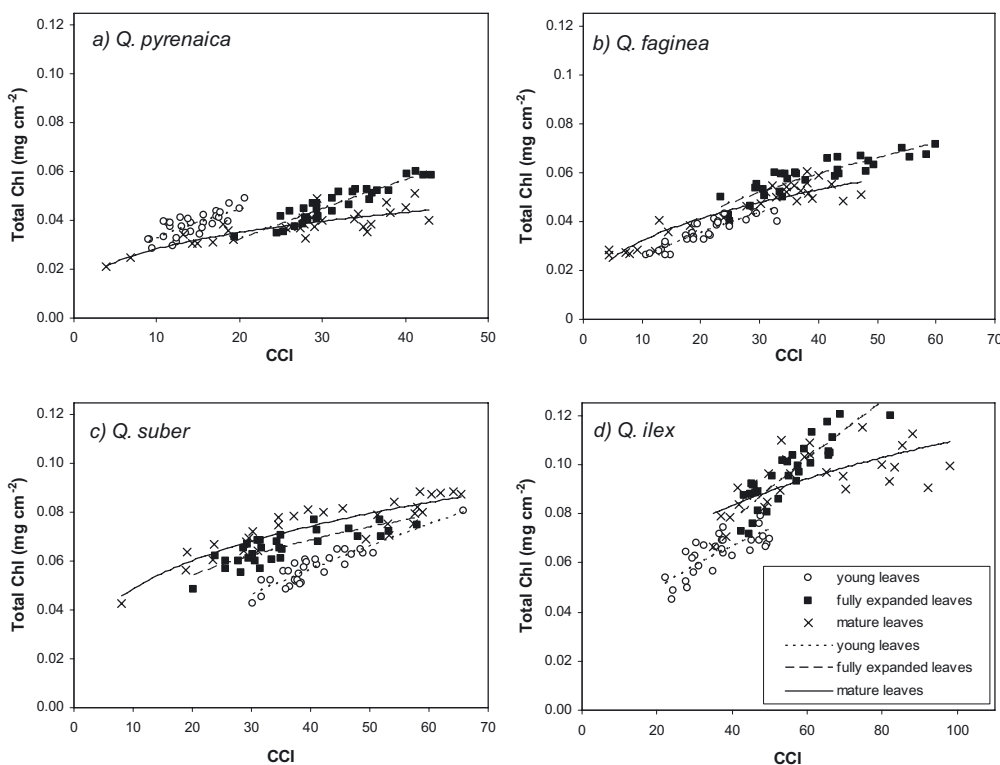 a) Q. pyrenaica
Total Chl (mg cm-2)
0.12
0.10
0.08
0.06
0.04
0.02
0.00
0 10 20 30 40 50
CCI
b) Q. faginea
Total Chl (mg cm-2)
0.12
0.1
0.08
0.06
0.04
0.02
0
0 10 20 30 40 50 60 70
CCI
c) Q. suber
Total Chl (mg cm-2)
0.12
0.10
0.08
0.06
0.04
0.02
0.00
0 10 20 30 40 50 60 70
CCI
d) Q. ilex
Total Chl (mg cm-2)
0.12
0.10
0.08
0.06
0.04
0.02
0.00
0 20 40 60 80 100
CCI
young leaves
fully expanded leaves
mature leaves
young leaves
fully expanded leaves
mature leaves